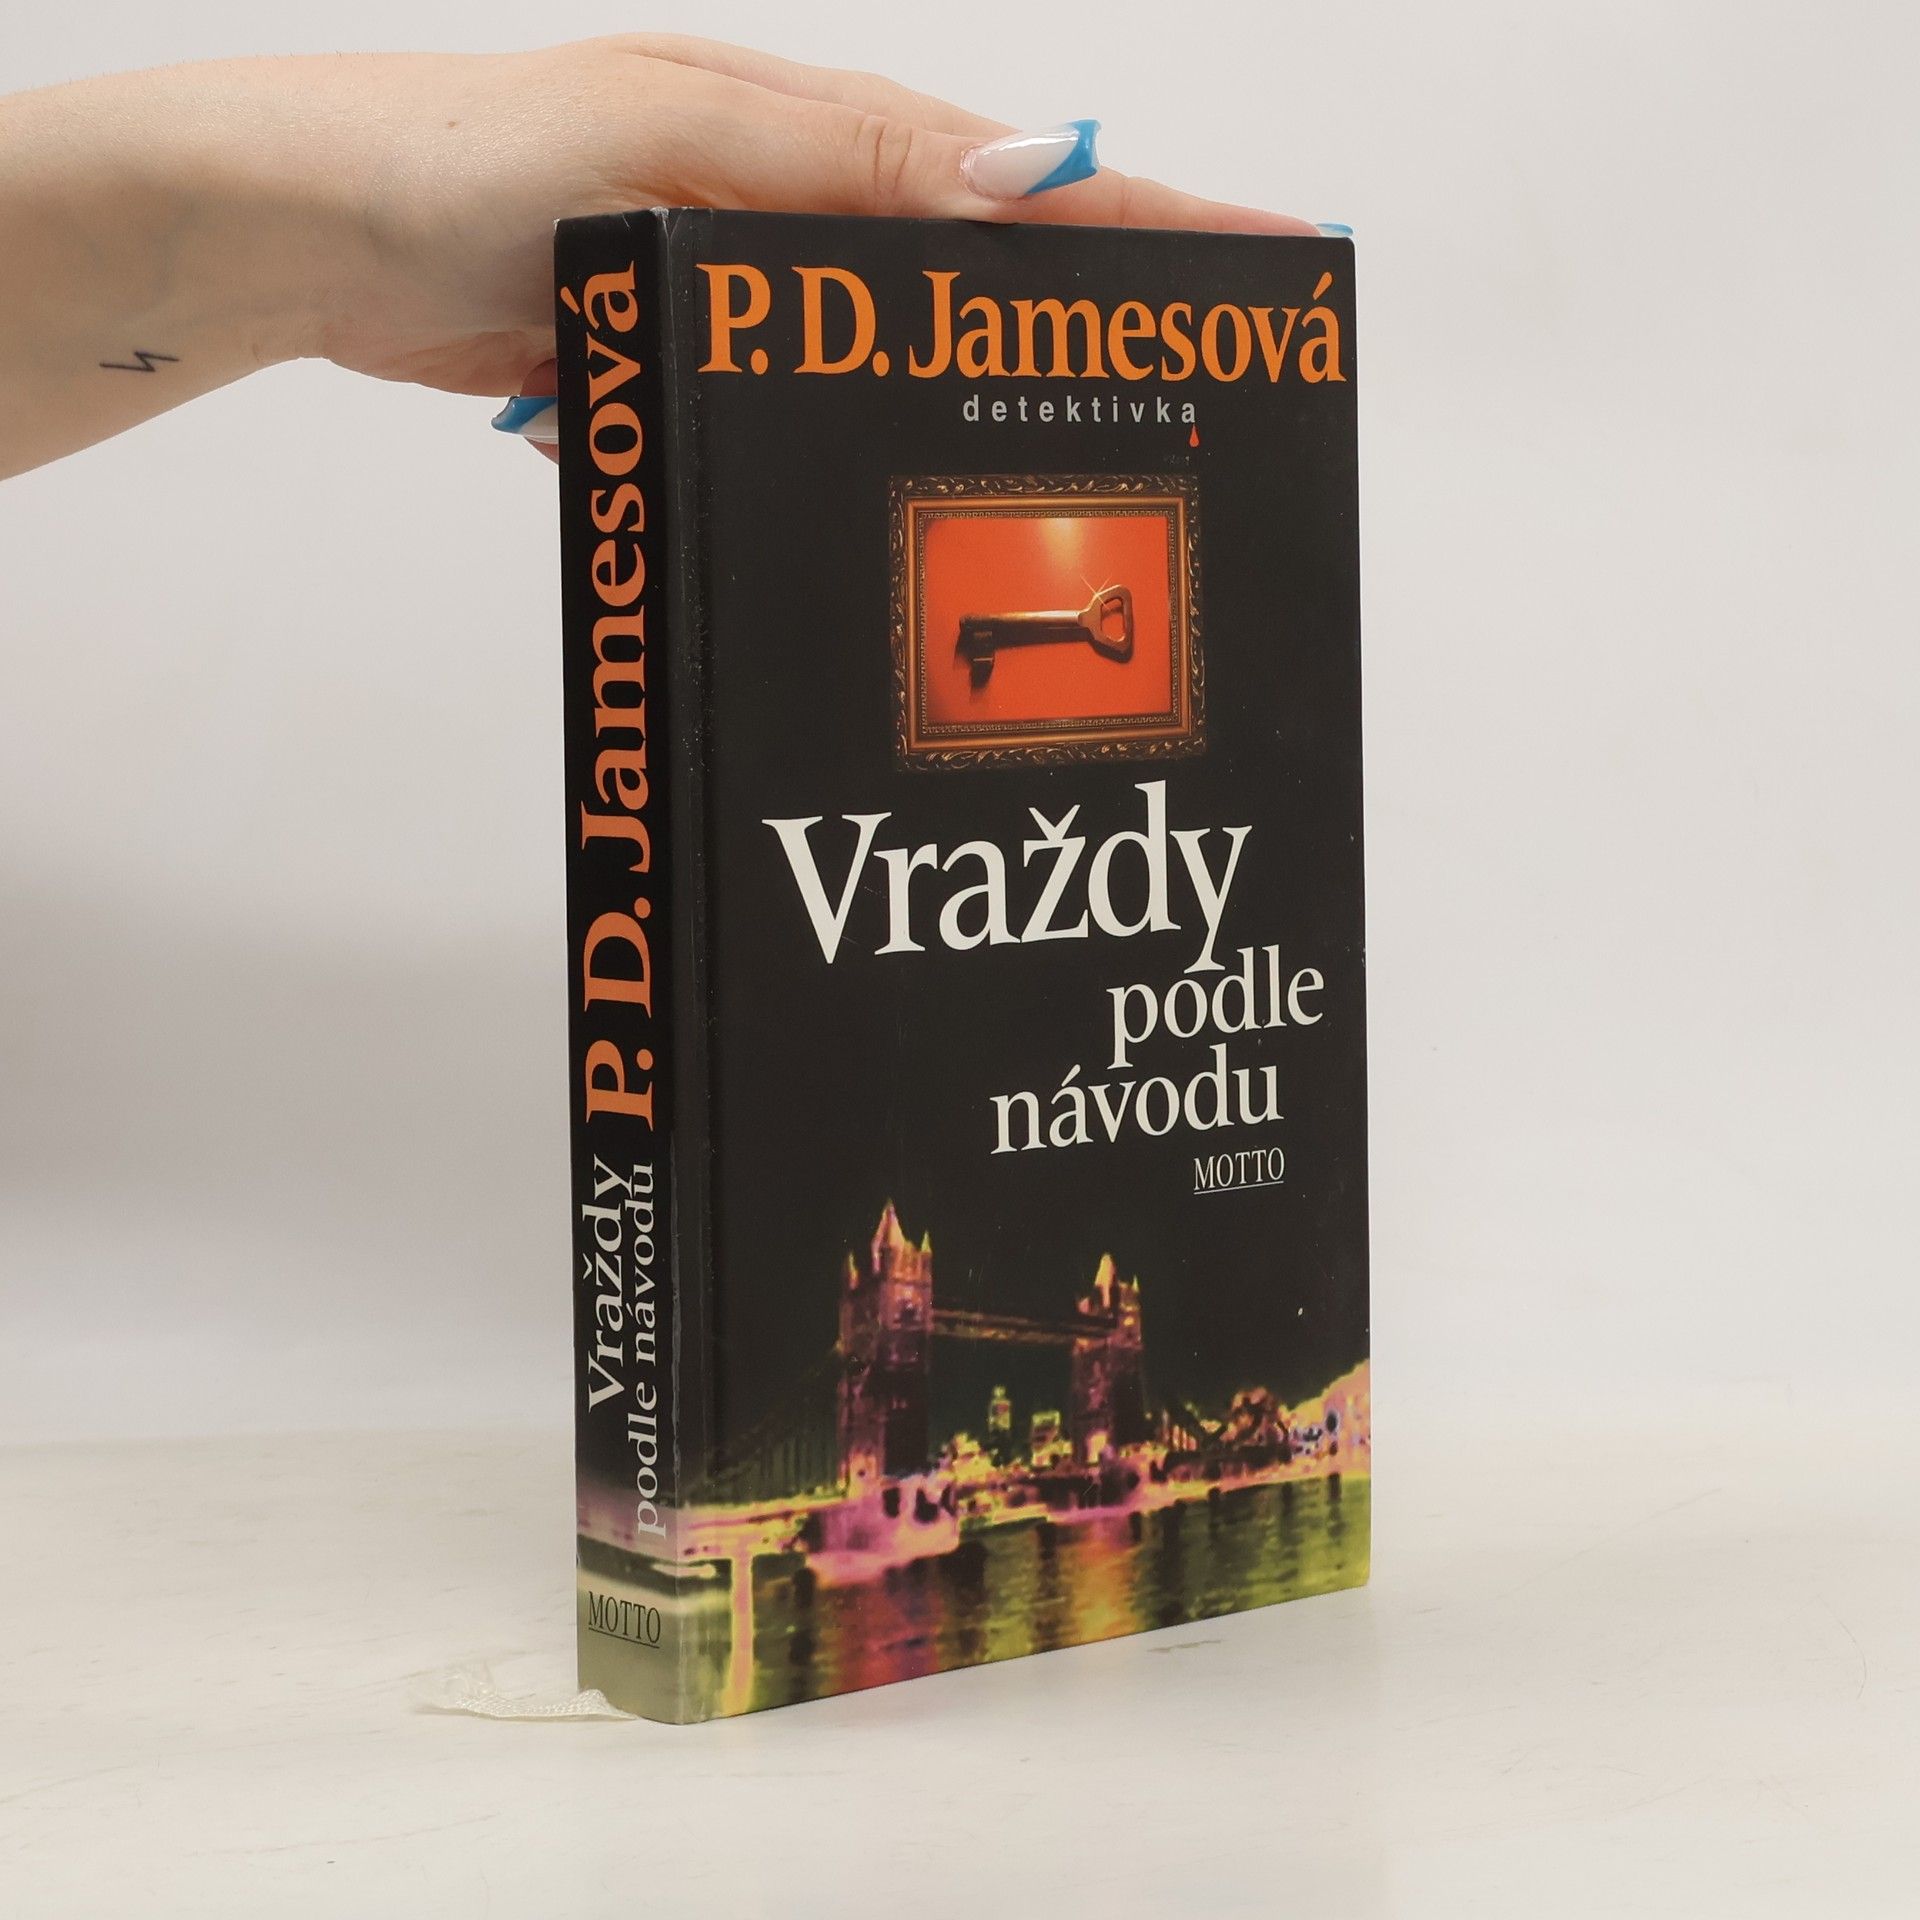 P. D. Jamesová
detektivka
Vraždy
podle
návodu
MOTTO
P. D. Jamesová
Vraždy
podle návodu
MOTTO